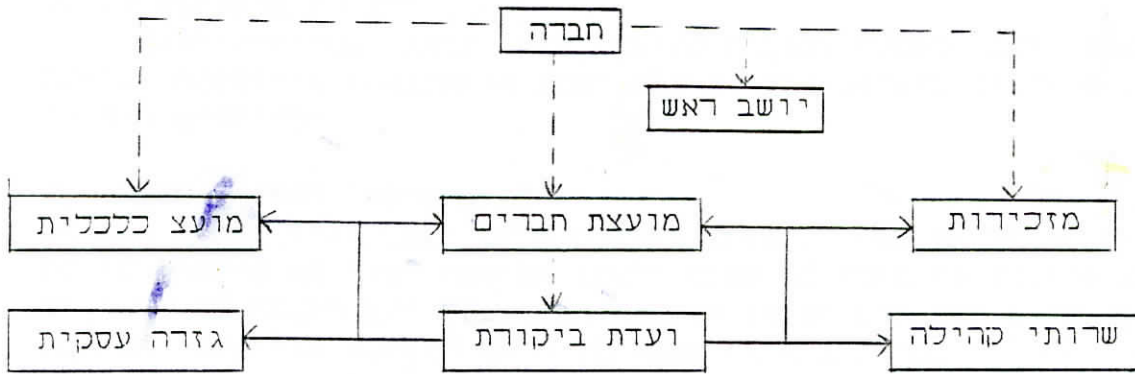 חברה
יושב ראש
מזכירות
מועצת חברים
מועצ כלכלית
שרותי קהילה
ועדת ביקורת
גזרה עסקית